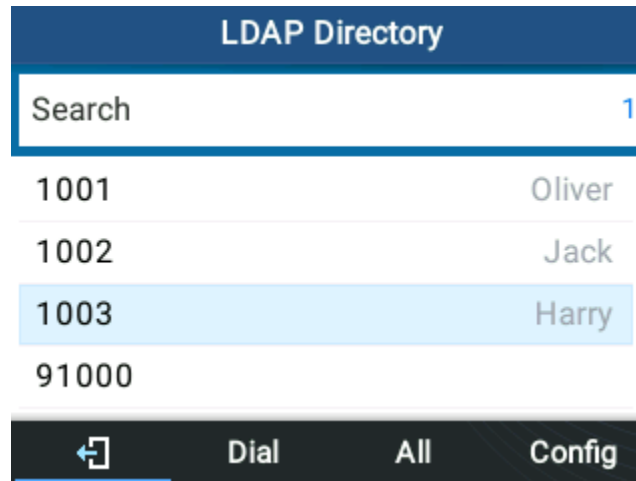 LDAP Directory
Search 1
1001 Oliver
1002 Jack
1003 Harry
91000
Dial All Config